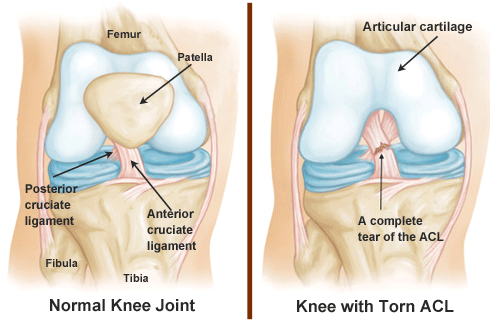 Femur
Patella
Posterior
cruciate
ligament
Anterior
cruciate
ligament
Fibula
Tibia
Normal Knee Joint
Articular cartilage
A complete
tear of the ACL
Knee with Torn ACL